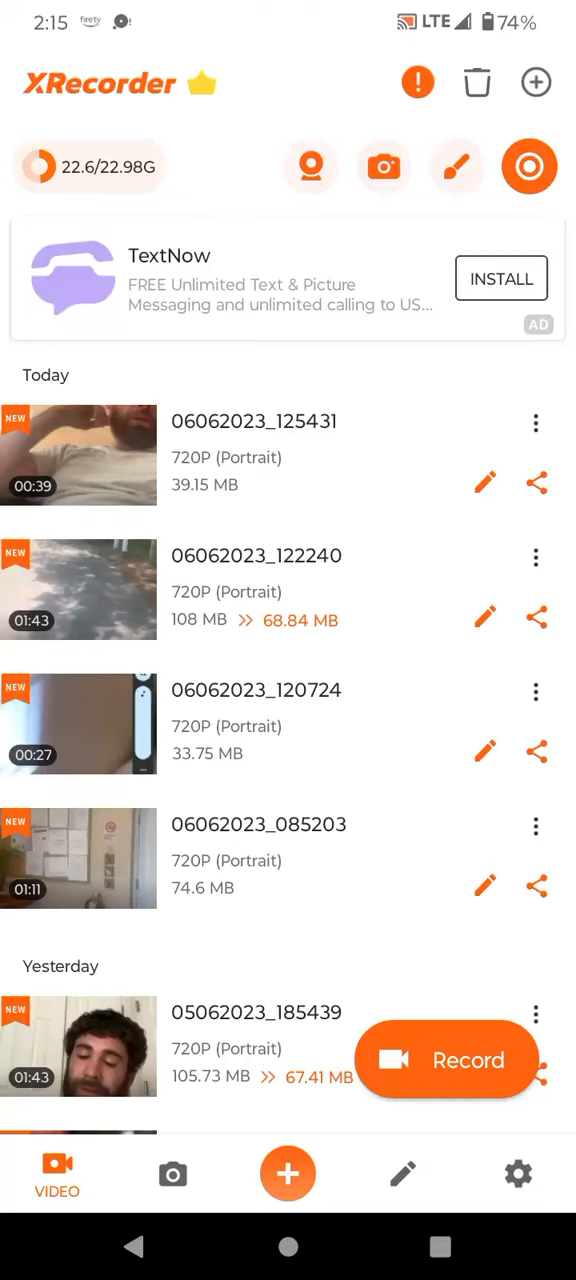 2:15 firetv LTE 74%
XRecorder
22.6/22.98G
TextNow
FREE Unlimited Text & Picture
Messaging and unlimited calling to US...
INSTALL
AD
Today
NEW
06062023_125431
720P (Portrait)
00:39
39.15 MB
NEW
06062023_122240
720P (Portrait)
01:43
108 MB >> 68.84 MB
NEW
06062023_120724
720P (Portrait)
00:27
33.75 MB
NEW
06062023_085203
720P (Portrait)
01:11
74.6 MB
Yesterday
NEW
05062023_185439
720P (Portrait)
01:43
105.73 MB >> 67.41 MB
Record
VIDEO